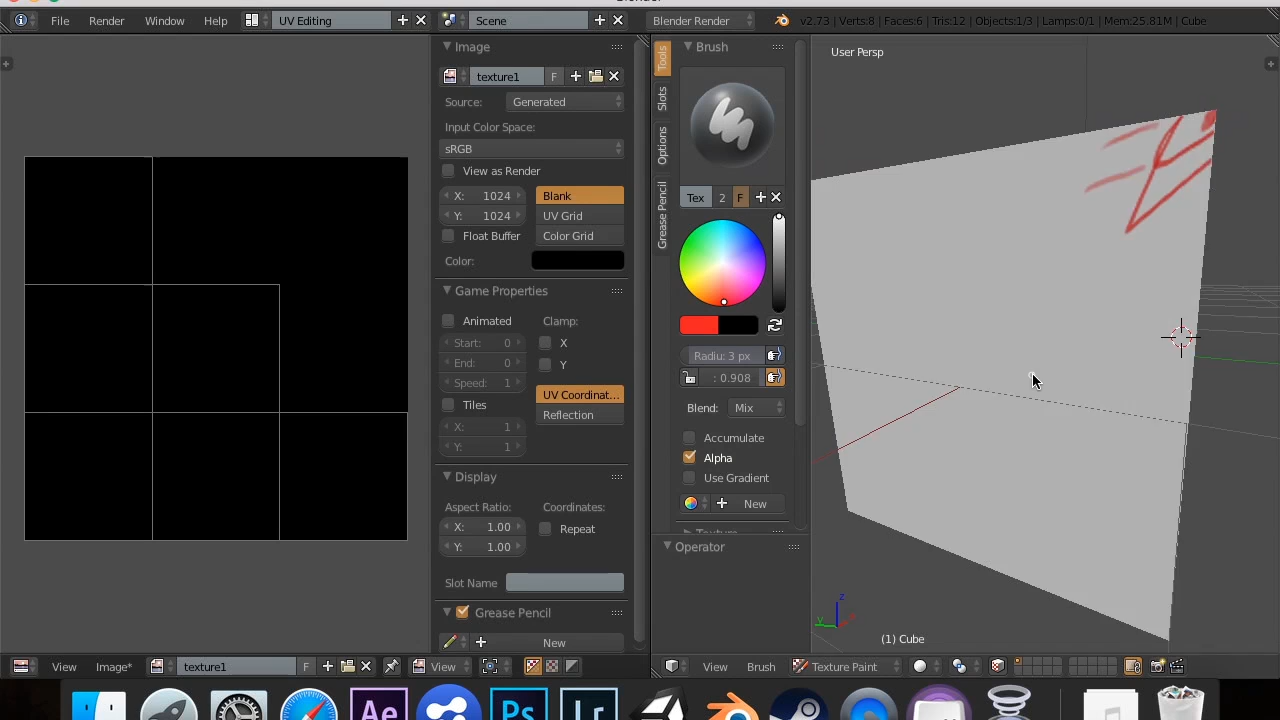 File Render Window Help UV Editing Scene Blender Render v2.73 | Verts:8 | Faces:6 | Tris:12 | Objects:1/3 | Lamps:0/1 | Mem:25.81M | Cube
Image
texture1 F
Source: Generated
Input Color Space:
sRGB
View as Render
X: 1024 Blank
Y: 1024 UV Grid
Float Buffer Color Grid
Color:
Game Properties
Animated Clamp:
Start: 0 X
End: 0 Y
Speed: 1
UV Coordinat...
Tiles Reflection
X: 1
Y: 1
Display
Aspect Ratio: Coordinates:
X: 1.00 Repeat
Y: 1.00
Slot Name
Grease Pencil
New
Tools
Slots
Options
Grease Pencil
Brush
Tex 2 F
Radiu: 3 px
: 0.908
Blend: Mix
Accumulate
Alpha
Use Gradient
New
Operator
User Persp
z
y
(1) Cube
View Image* texture1 F View
View Brush Texture Paint
Ae Ps Lr